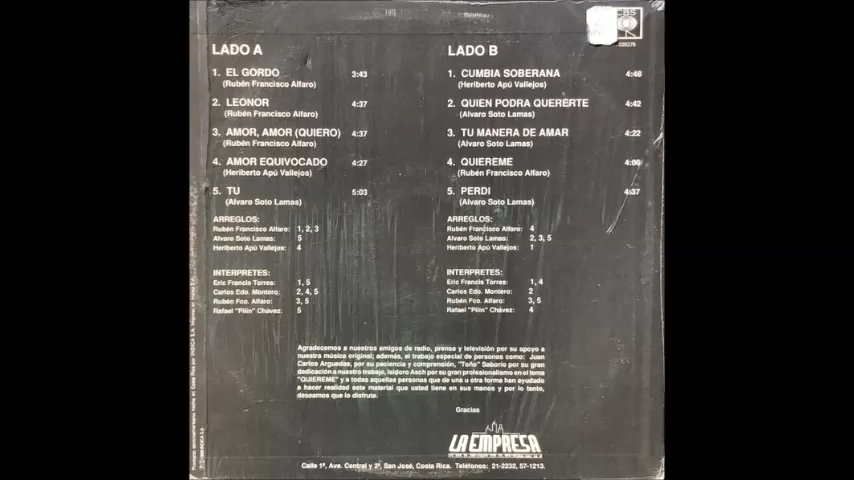 CBS
LADO A
1. EL GORDO 3:43
(Rubén Francisco Alfaro)
2. LEONOR 4:37
(Rubén Francisco Alfaro)
3. AMOR, AMOR (QUIERO) 4:37
(Rubén Francisco Alfaro)
4. AMOR EQUIVOCADO 4:27
(Heriberto Apú Vallejos)
5. TU 5:03
(Alvaro Soto Lamas)
ARREGLOS:
Rubén Francisco Alfaro: 1, 2, 3
Alvaro Soto Lamas: 5
Heriberto Apú Vallejos: 4
INTERPRETES:
Eric Francis Torres: 1, 5
Carlos Edo. Montero: 2, 4, 5
Rubén Fco. Alfaro: 3, 5
Rafael "Pilín" Chávez: 5
LADO B
1. CUMBIA SOBERANA 4:48
(Heriberto Apú Vallejos)
2. QUIEN PODRA QUERERTE 4:42
(Alvaro Soto Lamas)
3. TU MANERA DE AMAR 4:22
(Alvaro Soto Lamas)
4. QUIEREME 4:06
(Rubén Francisco Alfaro)
5. PERDI 4:37
(Alvaro Soto Lamas)
ARREGLOS:
Rubén Francisco Alfaro: 4
Alvaro Soto Lamas: 2, 3, 5
Heriberto Apú Vallejos: 1
INTERPRETES:
Eric Francis Torres: 1, 4
Carlos Edo. Montero: 2
Rubén Fco. Alfaro: 3, 5
Rafael "Pilín" Chávez: 4
Agradecemos a nuestros amigos de radio, prensa y televisión por su apoyo a
nuestra música original; además, el trabajo especial de personas como: Juan
Carlos Arguedas, por su paciencia y comprensión, "Toño" Saborío por su gran
dedicación a nuestro trabajo, Isidoro Asch por su gran profesionalismo en el tema
"QUIEREME" y a todas aquellas personas que de una u otra forma han ayudado
a hacer realidad este material que usted tiene en sus manos y por lo tanto,
deseamos que lo disfrute.
Gracias
LA EMPRESA
Calle 1ª, Ave. Central y 2ª, San José, Costa Rica. Teléfonos: 21-2232, 57-1213.